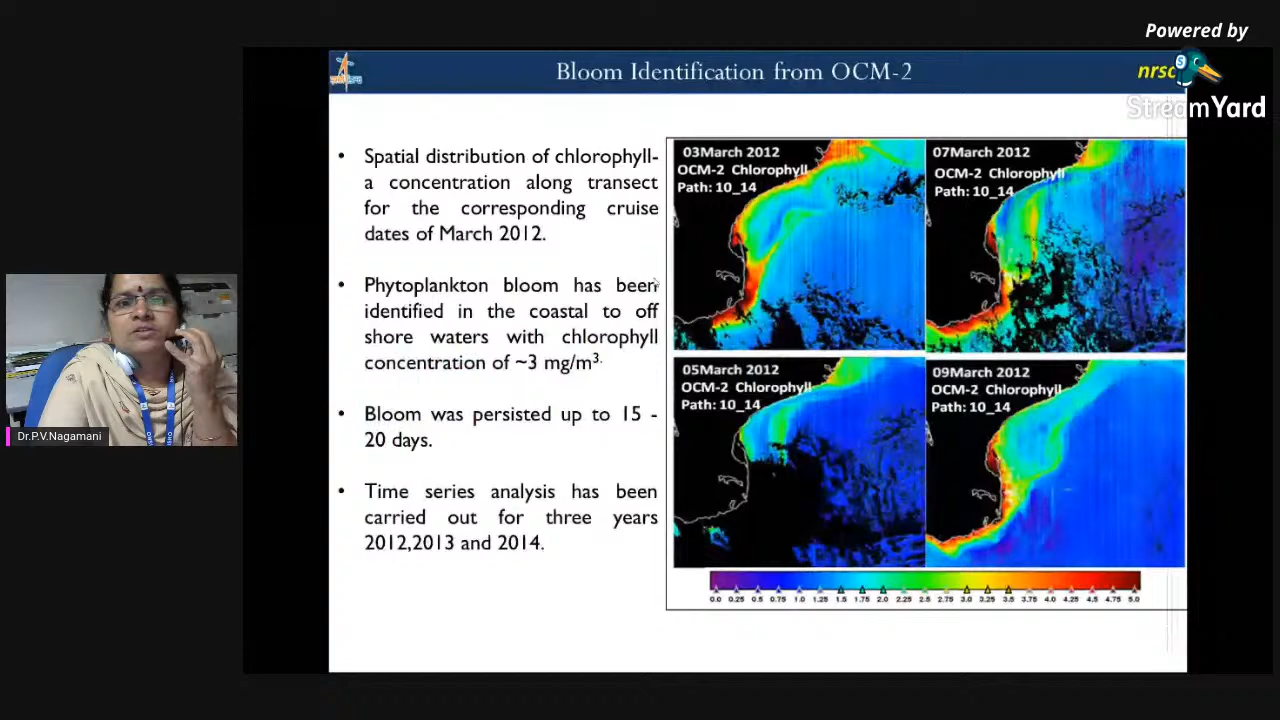 Powered by
StreamYard
Bloom Identification from OCM-2
nrsc
• Spatial distribution of chlorophyll-
a concentration along transect
for the corresponding cruise
dates of March 2012.
• Phytoplankton bloom has been
identified in the coastal to off
shore waters with chlorophyll
concentration of ~3 mg/m³.
• Bloom was persisted up to 15 -
20 days.
• Time series analysis has been
carried out for three years
2012,2013 and 2014.
03March 2012
OCM-2 Chlorophyll
Path: 10_14
07March 2012
OCM-2 Chlorophyll
Path: 10_14
05March 2012
OCM-2 Chlorophyll
Path: 10_14
09March 2012
OCM-2 Chlorophyll
Path: 10_14
0.0 0.25 0.5 0.75 1.0 1.25 1.5 1.75 2.0 2.25 2.5 2.75 3.0 3.25 3.5 3.75 4.0 4.25 4.5 4.75 5.0
Dr.P.V.Nagamani